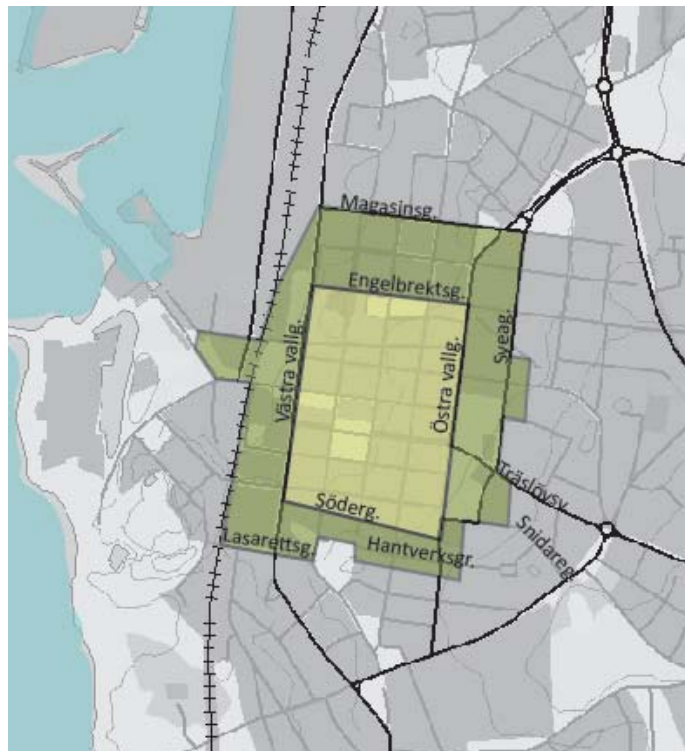 Magasinsg.
Engelbrektsg.
Sveag.
Västra vallg.
Östra vallg.
Träslövsv
Söderg.
Snidareg.
Lasarettsg.
Hantverksgr.